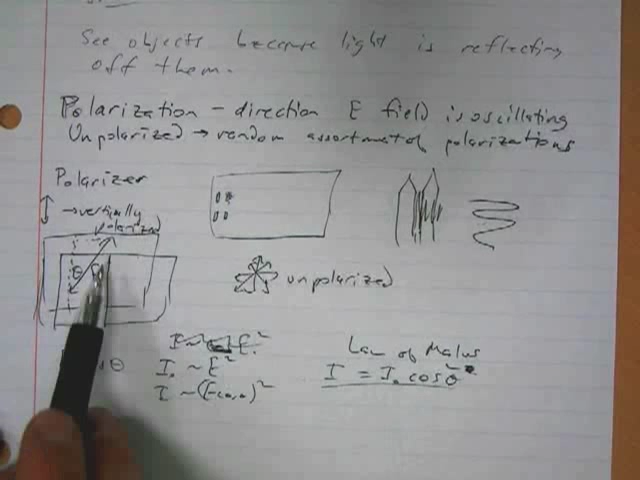 See objects because light is reflecting
off them.
Polarization - direction E field is oscillating
Unpolarized → random assortment of polarizations
Polarizer
→ vertically
polarized
θ
unpolarized
I₀ ~ E²
I ~ (E cos θ)²
Law of Malus
I = I₀ cos²θ